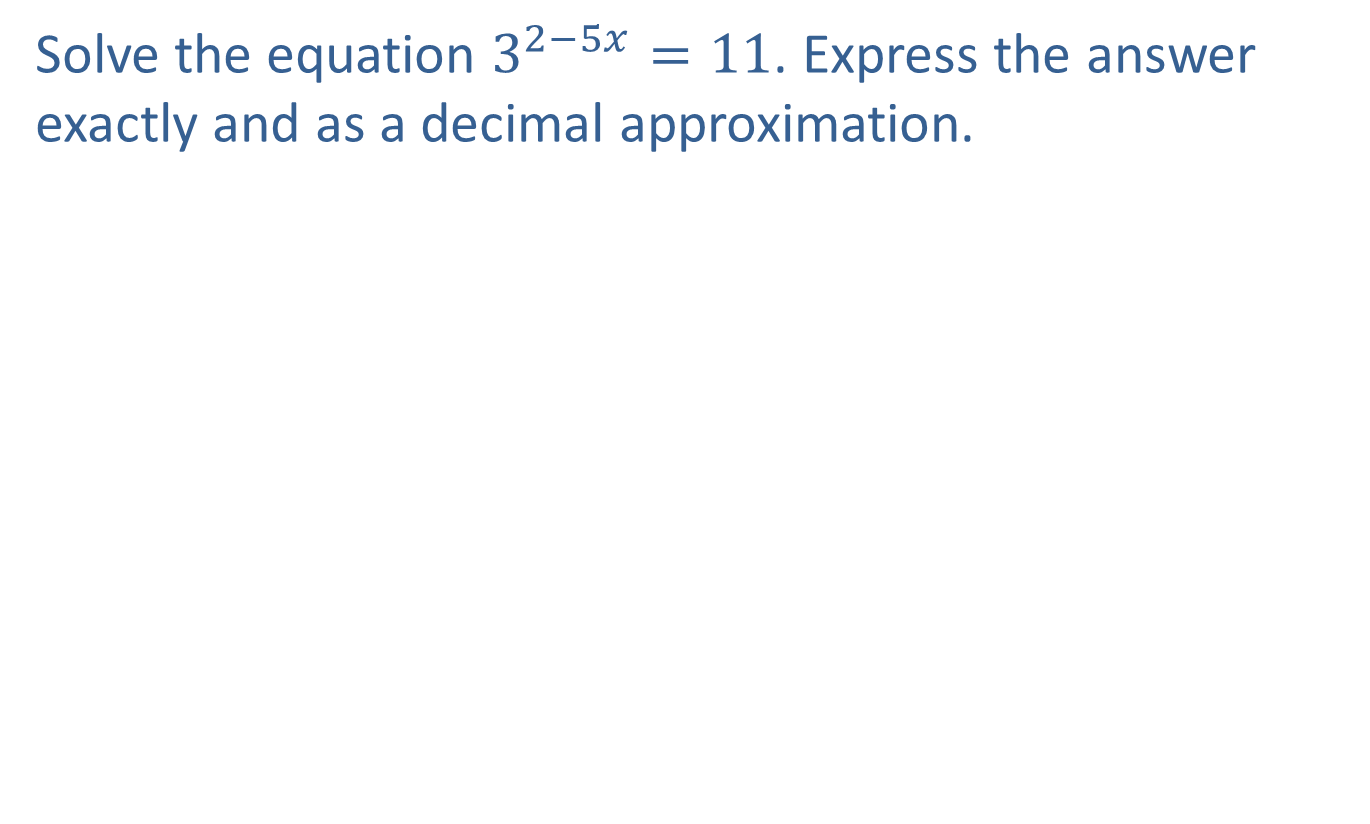 Solve the equation $3^{2-5x} = 11$. Express the answer
exactly and as a decimal approximation.